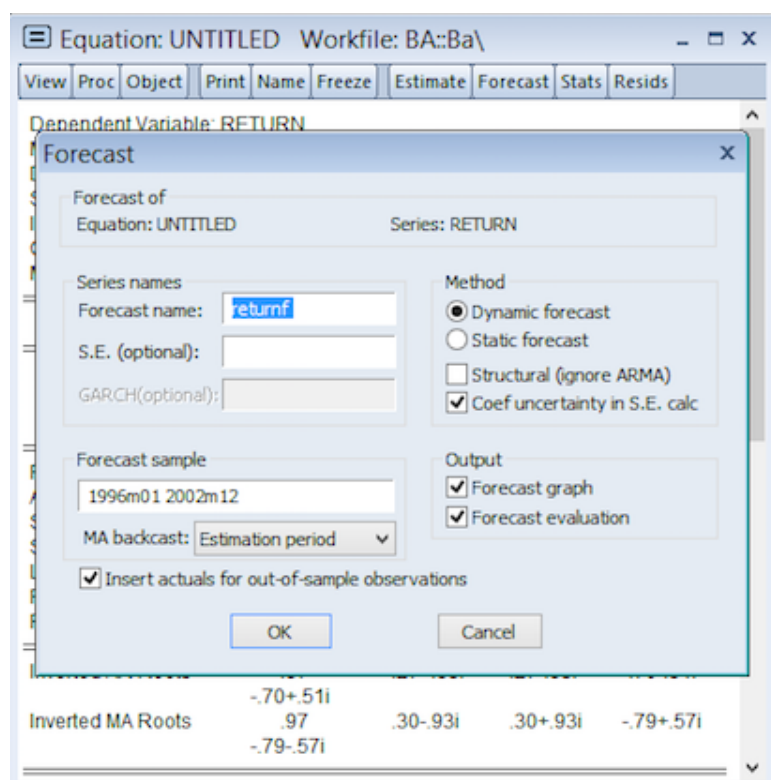 Equation: UNTITLED Workfile: BA::Ba\
View Proc Object Print Name Freeze Estimate Forecast Stats Resids
Dependent Variable: RETURN
Forecast
Forecast of
Equation: UNTITLED Series: RETURN
Series names
Forecast name: returnf
S.E. (optional):
GARCH(optional):
Method
Dynamic forecast
Static forecast
Structural (ignore ARMA)
Coef uncertainty in S.E. calc
Forecast sample
1996m01 2002m12
MA backcast: Estimation period
Output
Forecast graph
Forecast evaluation
Insert actuals for out-of-sample observations
OK Cancel
-.70+.51i
Inverted MA Roots .97 .30-.93i .30+.93i -.79+.57i
-.79-.57i